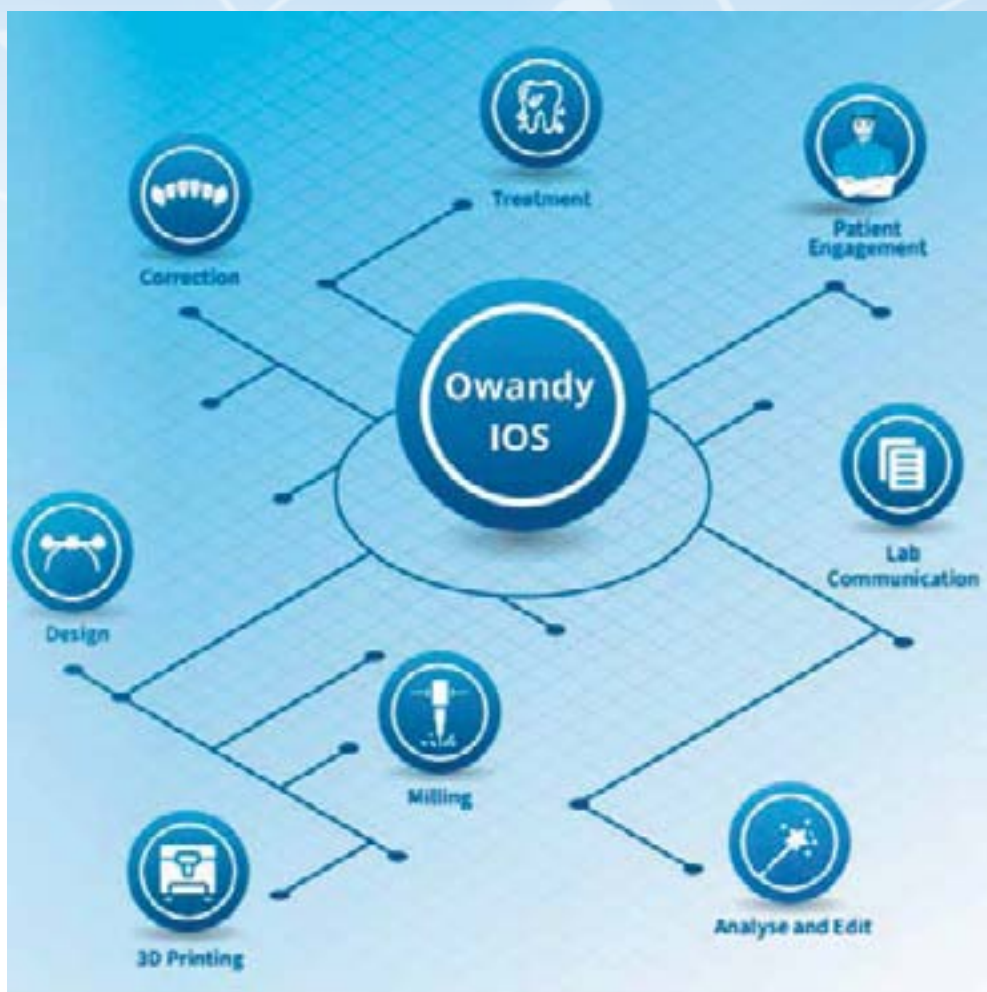 Treatment
Patient
Engagement
Correction
Owandy
IOS
Lab
Communication
Design
Milling
Analyse and Edit
3D Printing